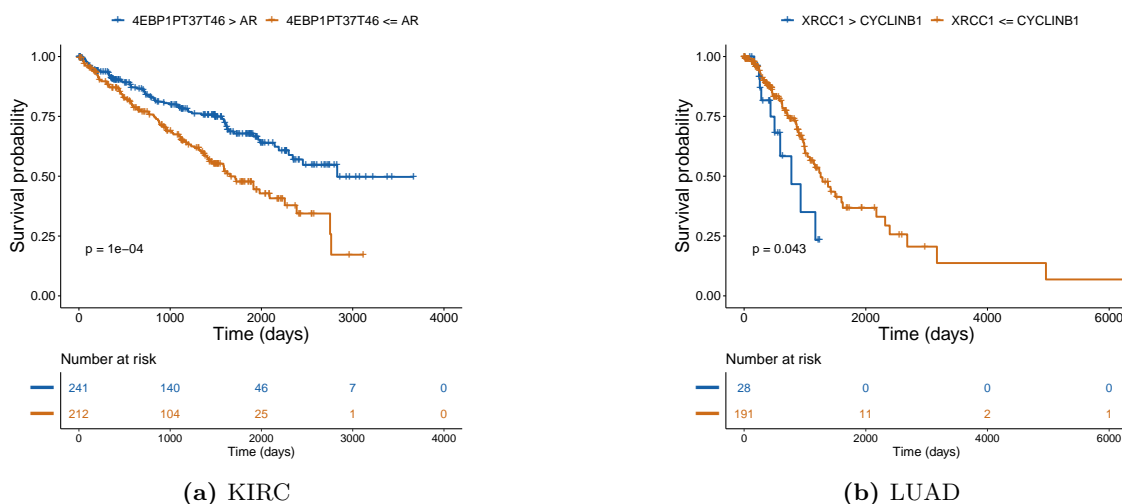 4EBP1PT37T46 > AR 4EBP1PT37T46 <= AR
1.00
0.75
0.50
0.25
0.00
Survival probability
p = 1e−04
0 1000 2000 3000 4000
Time (days)
Number at risk
241 140 46 7 0
212 104 25 1 0
0 1000 2000 3000 4000
Time (days)
(a) KIRC
XRCC1 > CYCLINB1 XRCC1 <= CYCLINB1
1.00
0.75
0.50
0.25
0.00
Survival probability
p = 0.043
0 2000 4000 6000
Time (days)
Number at risk
28 0 0 0
191 11 2 1
0 2000 4000 6000
Time (days)
(b) LUAD